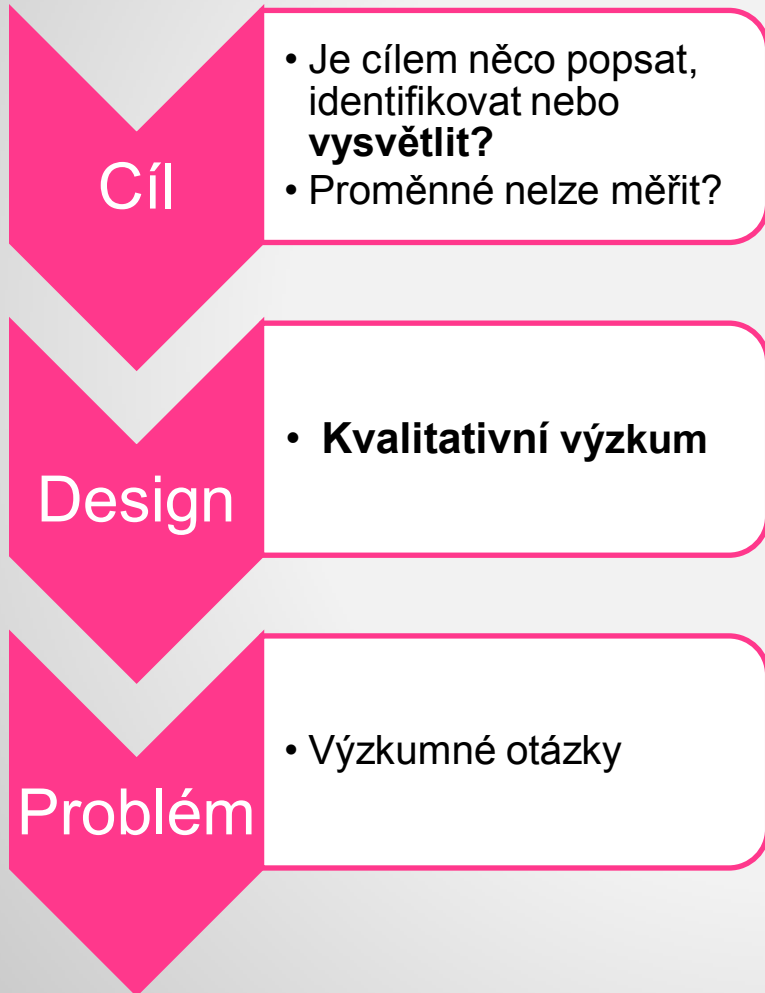 Cíl
• Je cílem něco popsat,
identifikovat nebo
vysvětlit?
• Proměnné nelze měřit?
Design
• Kvalitativní výzkum
Problém
• Výzkumné otázky